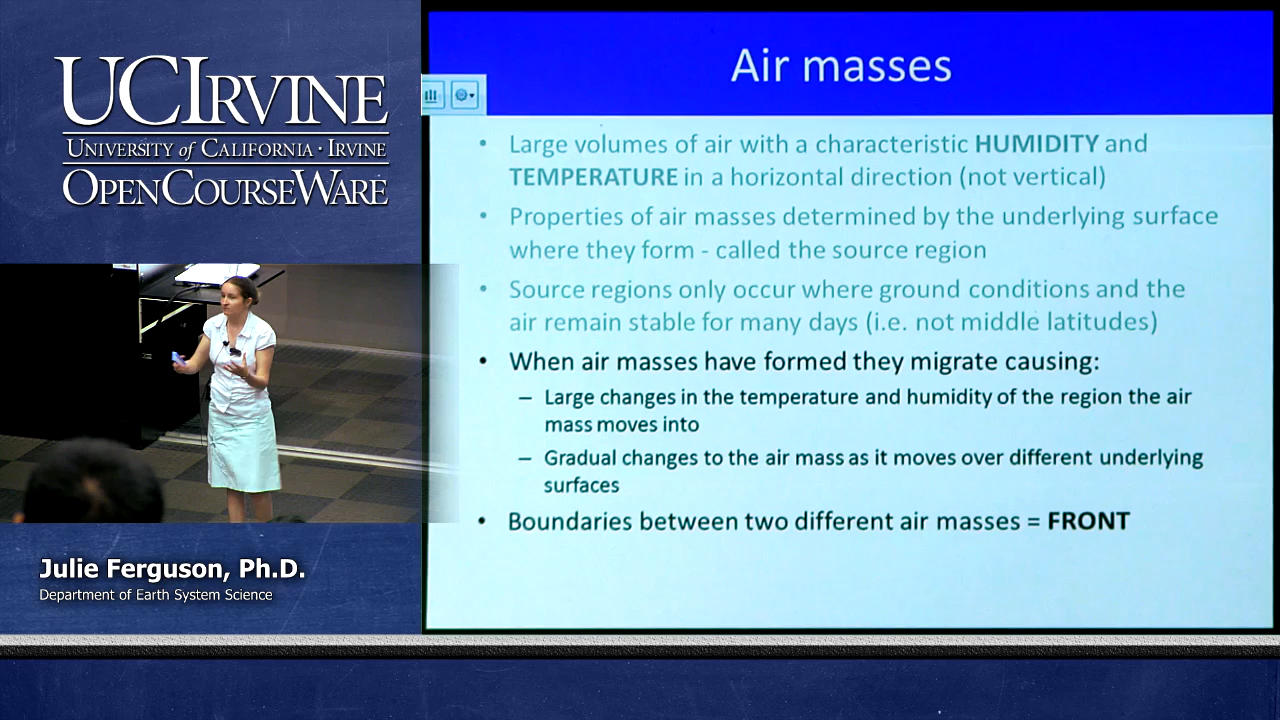 UCIRVINE
UNIVERSITY of CALIFORNIA · IRVINE
OPENCOURSEWARE
Air masses
• Large volumes of air with a characteristic HUMIDITY and
TEMPERATURE in a horizontal direction (not vertical)
• Properties of air masses determined by the underlying surface
where they form - called the source region
• Source regions only occur where ground conditions and the
air remain stable for many days (i.e. not middle latitudes)
• When air masses have formed they migrate causing:
– Large changes in the temperature and humidity of the region the air
mass moves into
– Gradual changes to the air mass as it moves over different underlying
surfaces
• Boundaries between two different air masses = FRONT
Julie Ferguson, Ph.D.
Department of Earth System Science